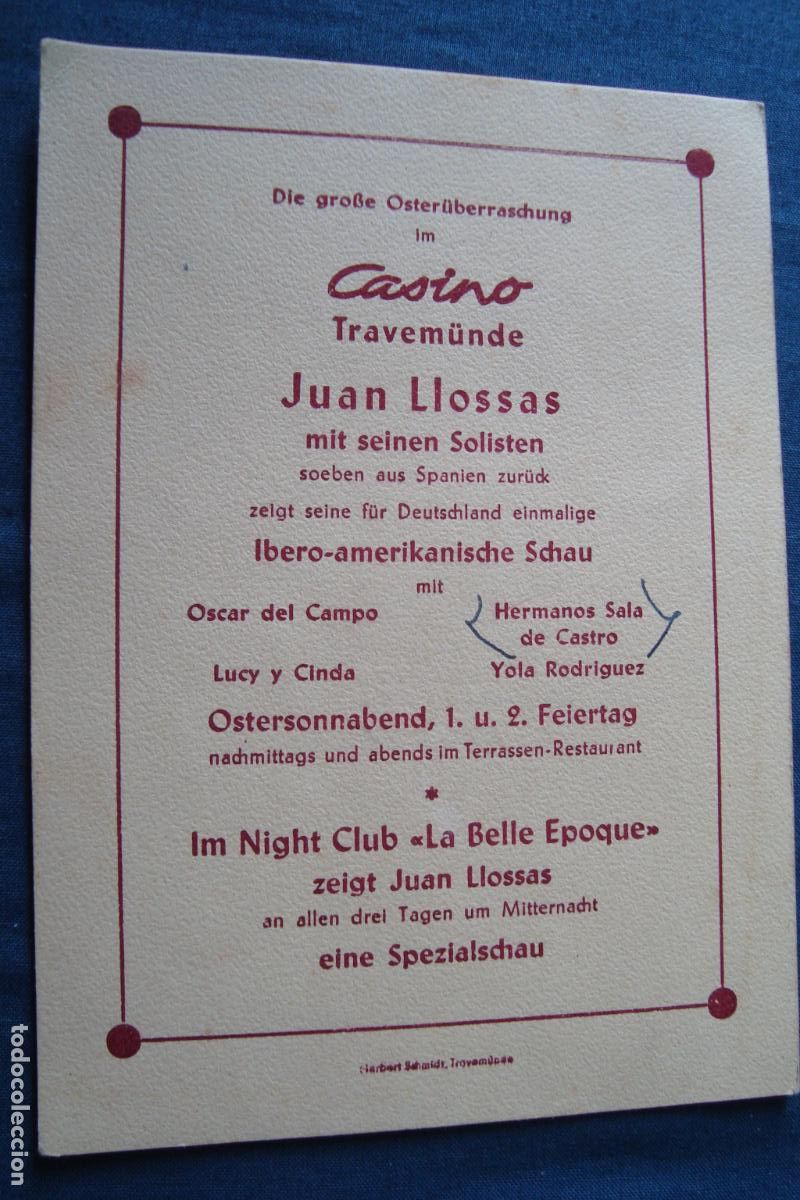 Die große Osterüberraschung
im
Casino
Travemünde
Juan Llossas
mit seinen Solisten
soeben aus Spanien zurück
zeigt seine für Deutschland einmalige
Ibero-amerikanische Schau
mit
Oscar del Campo
Hermanos Sala
de Castro
Lucy y Cinda
Yola Rodriguez
Ostersonnabend, 1. u. 2. Feiertag
nachmittags und abends im Terrassen-Restaurant
*
Im Night Club «La Belle Epoque»
zeigt Juan Llossas
an allen drei Tagen um Mitternacht
eine Spezialschau
Herbert Schmidt, Travemünde
todocoleccion